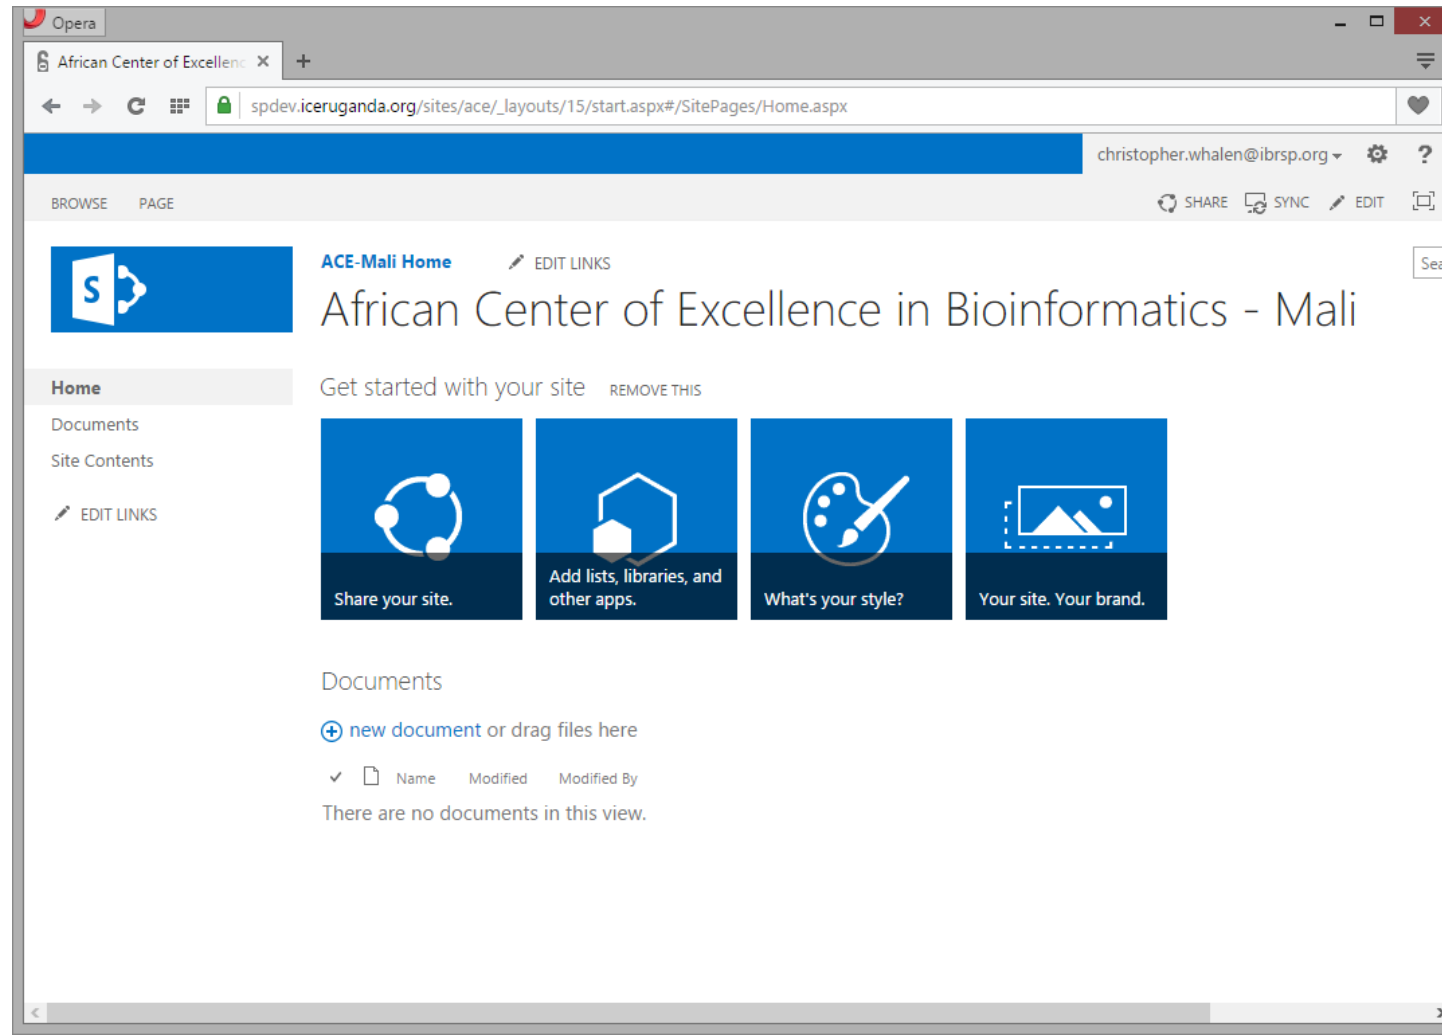 Opera
African Center of Excellenc
spdev.iceruganda.org/sites/ace/_layouts/15/start.aspx#/SitePages/Home.aspx
christopher.whalen@ibrsp.org
?
BROWSE PAGE SHARE SYNC EDIT
S
ACE-Mali Home EDIT LINKS
Sea
African Center of Excellence in Bioinformatics - Mali
Home
Documents
Site Contents
EDIT LINKS
Get started with your site REMOVE THIS
Share your site.
Add lists, libraries, and
other apps.
What's your style?
Your site. Your brand.
Documents
new document or drag files here
Name Modified Modified By
There are no documents in this view.